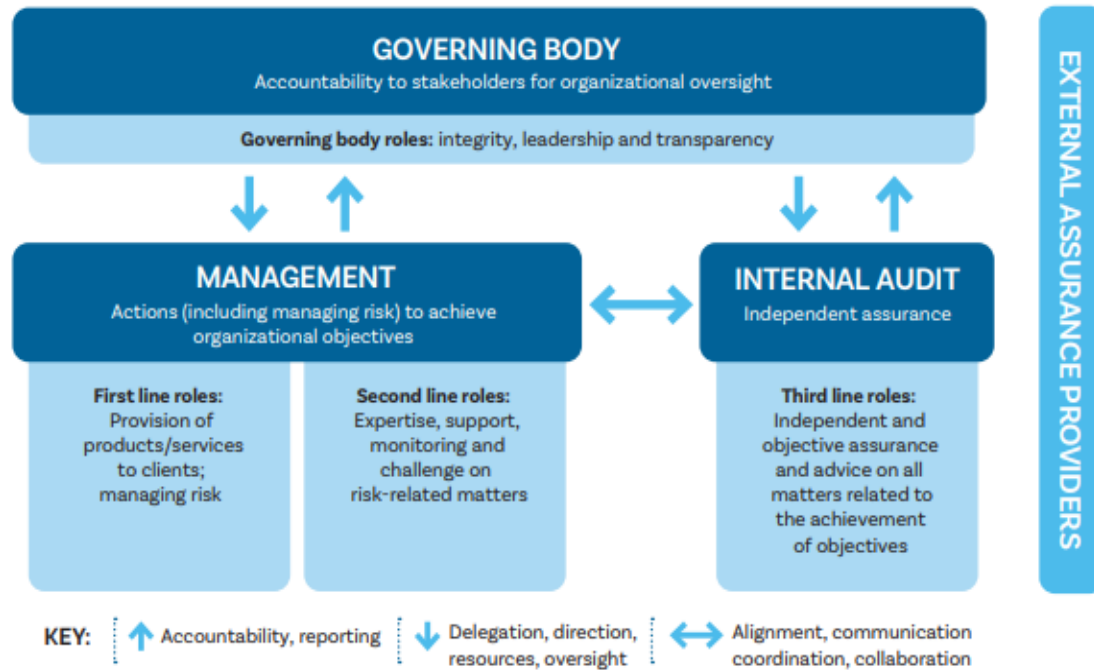 GOVERNING BODY
Accountability to stakeholders for organizational oversight
Governing body roles: integrity, leadership and transparency
MANAGEMENT
Actions (including managing risk) to achieve
organizational objectives
First line roles:
Provision of
products/services
to clients;
managing risk
Second line roles:
Expertise, support,
monitoring and
challenge on
risk-related matters
INTERNAL AUDIT
Independent assurance
Third line roles:
Independent and
objective assurance
and advice on all
matters related to
the achievement
of objectives
EXTERNAL ASSURANCE PROVIDERS
KEY:
Accountability, reporting
Delegation, direction,
resources, oversight
Alignment, communication
coordination, collaboration